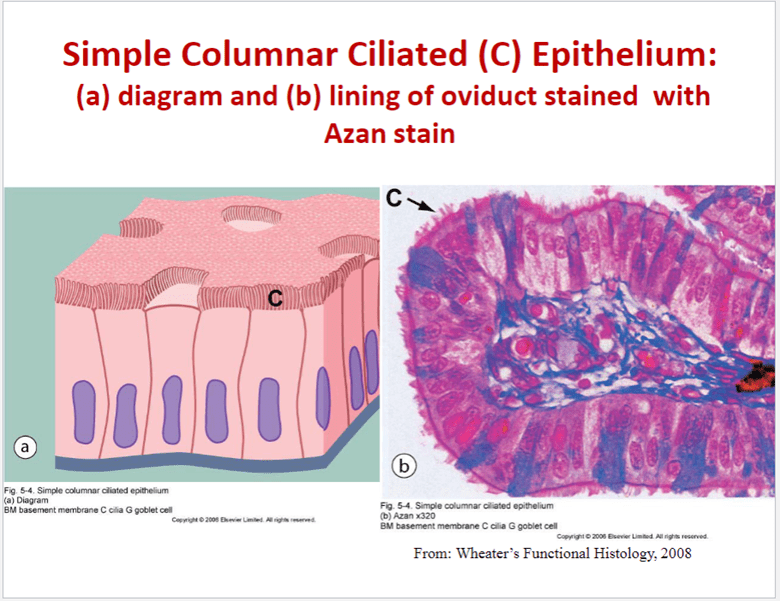 Simple Columnar Ciliated (C) Epithelium:
(a) diagram and (b) lining of oviduct stained with
Azan stain
C
C
a
b
Fig. 5-4. Simple columnar ciliated epithelium
(a) Diagram
BM basement membrane C cilia G goblet cell
Copyright © 2006 Elsevier Limited. All rights reserved.
Fig. 5-4. Simple columnar ciliated epithelium
(b) Azan x320
BM basement membrane C cilia G goblet cell
Copyright © 2006 Elsevier Limited. All rights reserved.
From: Wheater's Functional Histology, 2008